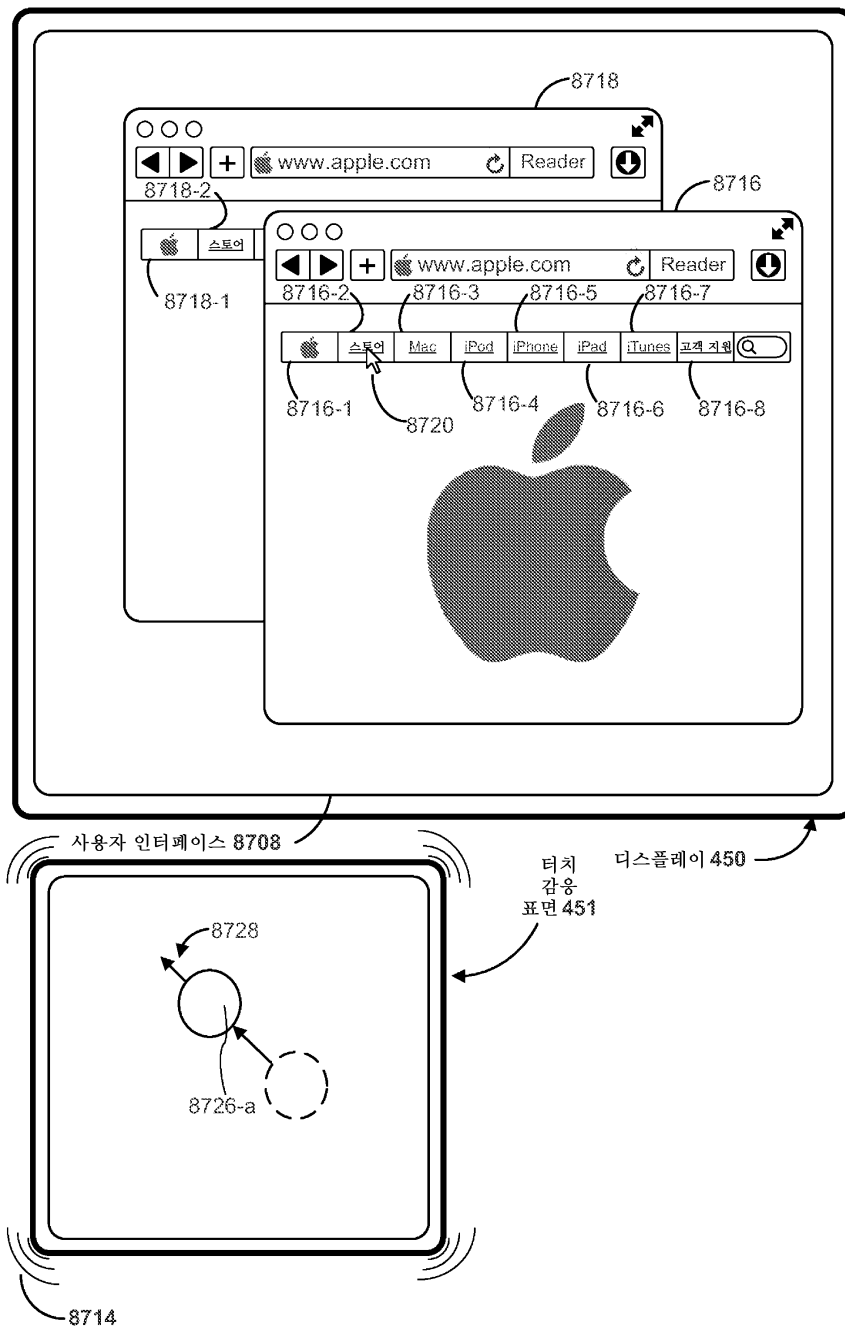 8718
www.apple.com Reader
8718-2
스토어
8718-1
8716
www.apple.com Reader
8716-2 8716-3 8716-5 8716-7
스토어 Mac iPod iPhone iPad iTunes 고객 지원
8716-1 8720 8716-4 8716-6 8716-8
사용자 인터페이스 8708
디스플레이 450
터치
감응
표면 451
8728
8726-a
8714